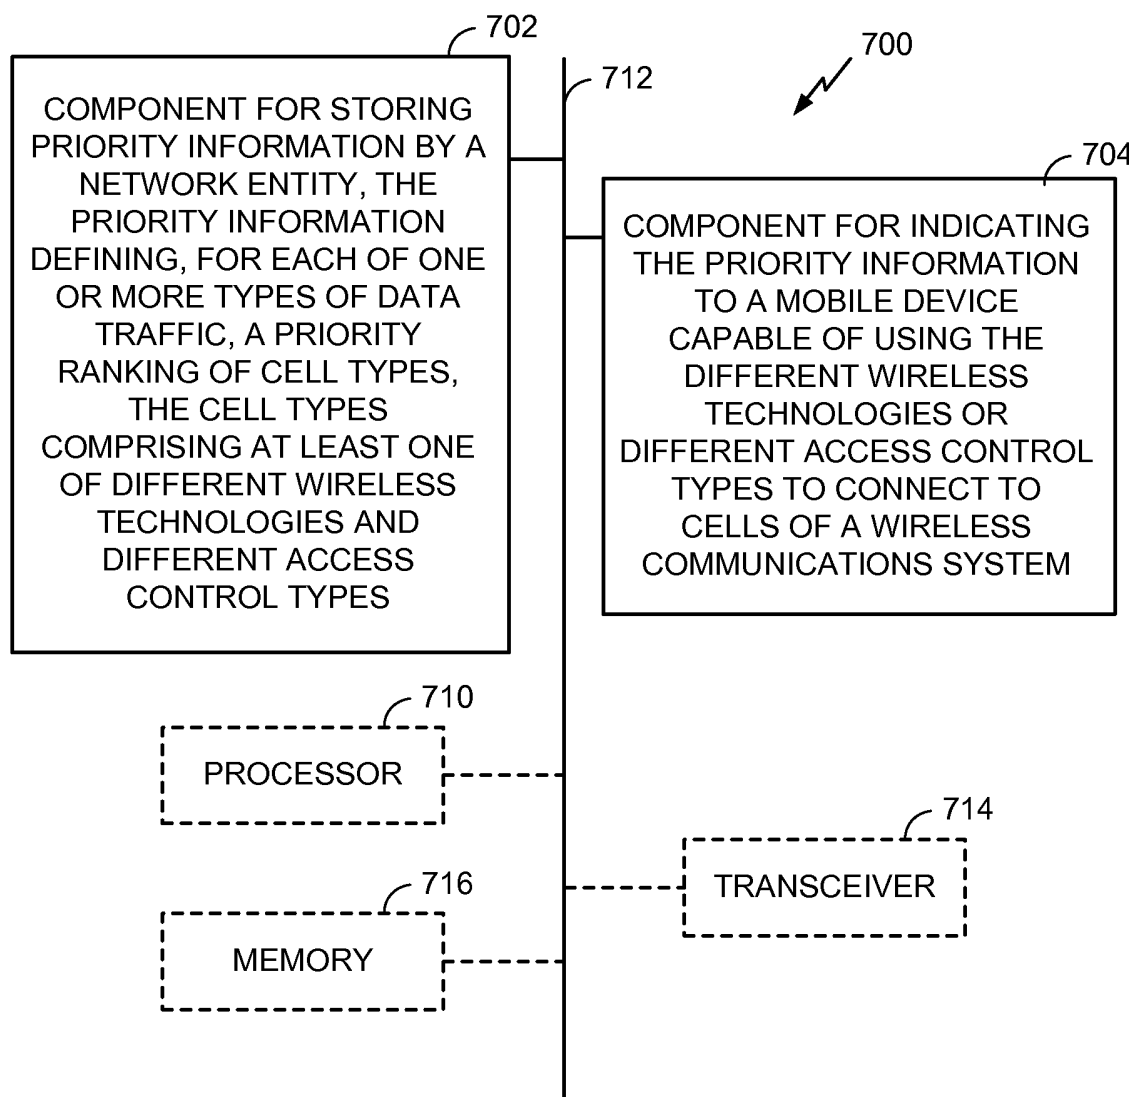 702
712
700
704
COMPONENT FOR STORING
PRIORITY INFORMATION BY A
NETWORK ENTITY, THE
PRIORITY INFORMATION
DEFINING, FOR EACH OF ONE
OR MORE TYPES OF DATA
TRAFFIC, A PRIORITY
RANKING OF CELL TYPES,
THE CELL TYPES
COMPRISING AT LEAST ONE
OF DIFFERENT WIRELESS
TECHNOLOGIES AND
DIFFERENT ACCESS
CONTROL TYPES
COMPONENT FOR INDICATING
THE PRIORITY INFORMATION
TO A MOBILE DEVICE
CAPABLE OF USING THE
DIFFERENT WIRELESS
TECHNOLOGIES OR
DIFFERENT ACCESS CONTROL
TYPES TO CONNECT TO
CELLS OF A WIRELESS
COMMUNICATIONS SYSTEM
710
PROCESSOR
714
TRANSCEIVER
716
MEMORY